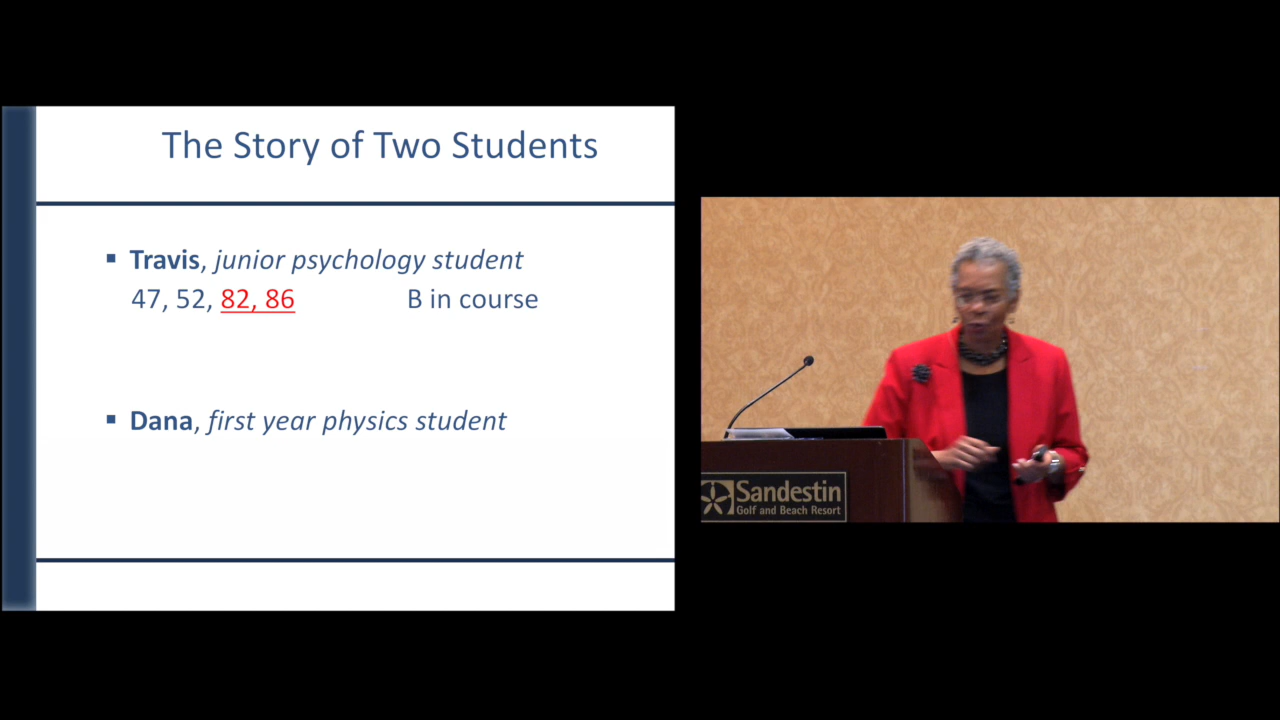 The Story of Two Students
▪ Travis, junior psychology student
47, 52, 82, 86 B in course
▪ Dana, first year physics student
Sandestin
Golf and Beach Resort